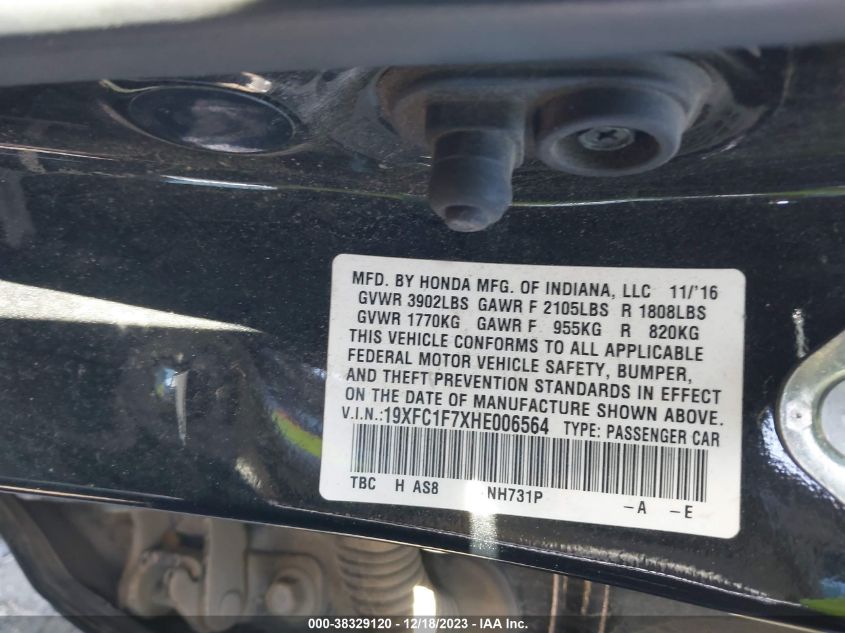 MFD. BY HONDA MFG. OF INDIANA, LLC 11/'16
GVWR 3902LBS GAWR F 2105LBS R 1808LBS
GVWR 1770KG GAWR F 955KG R 820KG
THIS VEHICLE CONFORMS TO ALL APPLICABLE
FEDERAL MOTOR VEHICLE SAFETY, BUMPER,
AND THEFT PREVENTION STANDARDS IN EFFECT
ON THE DATE OF MANUFACTURE SHOWN ABOVE.
V.I.N.:19XFC1F7XHE006564 TYPE: PASSENGER CAR
TBC H AS8 NH731P -A -E
000-38329120 - 12/18/2023 - IAA Inc.